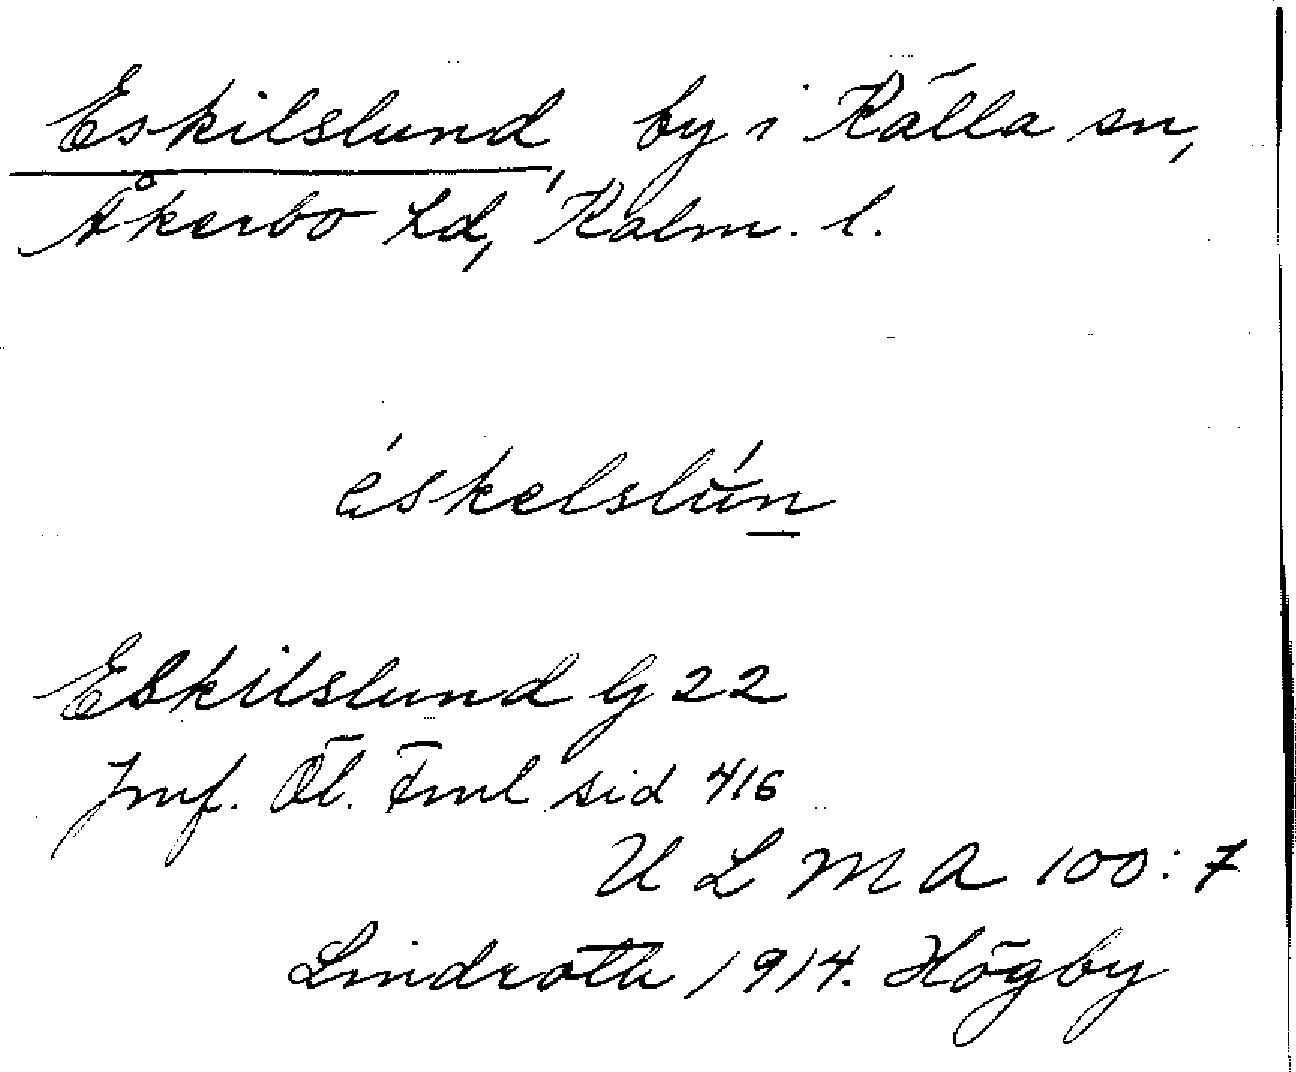 Eskilslund, by i Källa sn,
Åkerbo hd, Kalm. l.
éskelslún
Eskilslund G 22
Jmf. Öl. Fml sid 416
U L M A 100:7
Lindroth 1914. Högby